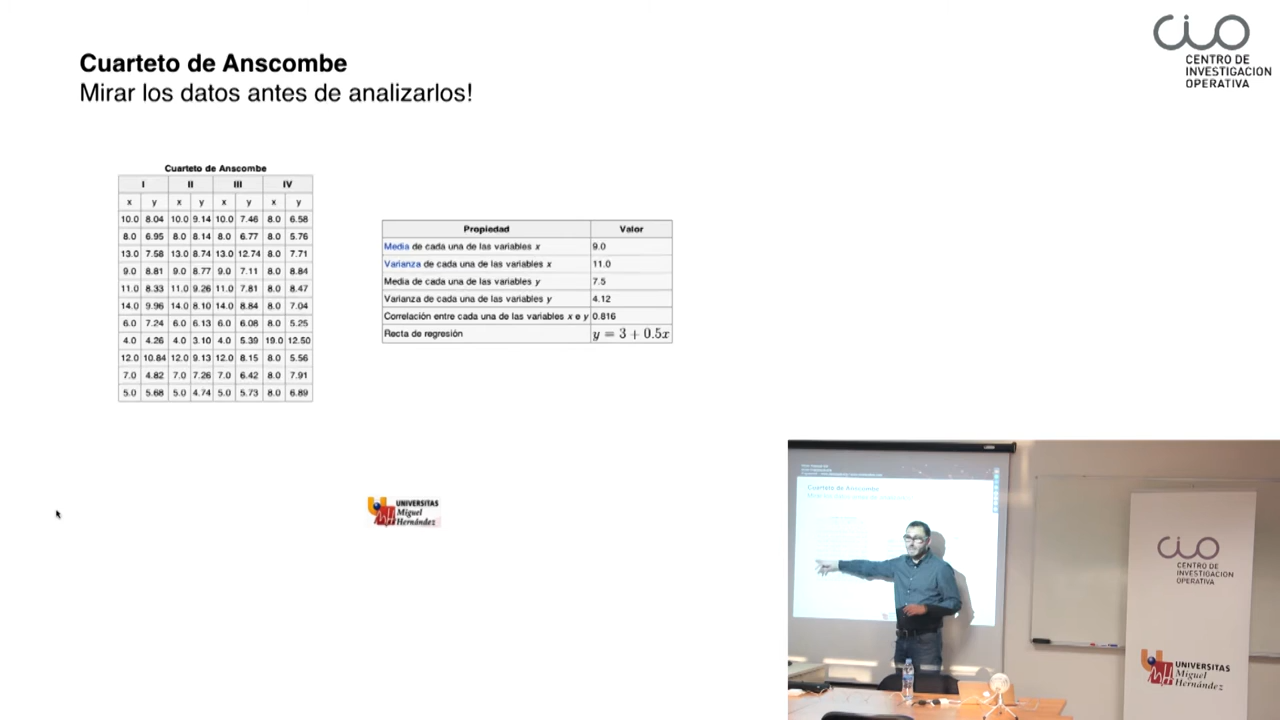 Cuarteto de Anscombe
Mirar los datos antes de analizarlos!
CIO
CENTRO DE
INVESTIGACION
OPERATIVA
Cuarteto de Anscombe
I II III IV
x y x y x y x y
10.0 8.04 10.0 9.14 10.0 7.46 8.0 6.58
8.0 6.95 8.0 8.14 8.0 6.77 8.0 5.76
13.0 7.58 13.0 8.74 13.0 12.74 8.0 7.71
9.0 8.81 9.0 8.77 9.0 7.11 8.0 8.84
11.0 8.33 11.0 9.26 11.0 7.81 8.0 8.47
14.0 9.96 14.0 8.10 14.0 8.84 8.0 7.04
6.0 7.24 6.0 6.13 6.0 6.08 8.0 5.25
4.0 4.26 4.0 3.10 4.0 5.39 19.0 12.50
12.0 10.84 12.0 9.13 12.0 8.15 8.0 5.56
7.0 4.82 7.0 7.26 7.0 6.42 8.0 7.91
5.0 5.68 5.0 4.74 5.0 5.73 8.0 6.89
Propiedad Valor
Media de cada una de las variables x 9.0
Varianza de cada una de las variables x 11.0
Media de cada una de las variables y 7.5
Varianza de cada una de las variables y 4.12
Correlación entre cada una de las variables x e y 0.816
Recta de regresión y = 3 + 0.5x
UNIVERSITAS
Miguel
Hernández
Cuarteto de Anscombe
CIO
CENTRO DE
INVESTIGACION
OPERATIVA
UNIVERSITAS
Miguel
Hernández